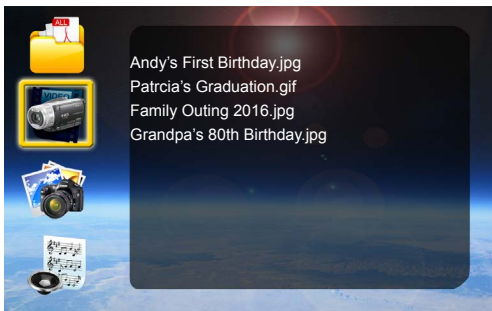 ALL
VIDEO
Andy's First Birthday.jpg
Patrcia's Graduation.gif
Family Outing 2016.jpg
Grandpa's 80th Birthday.jpg